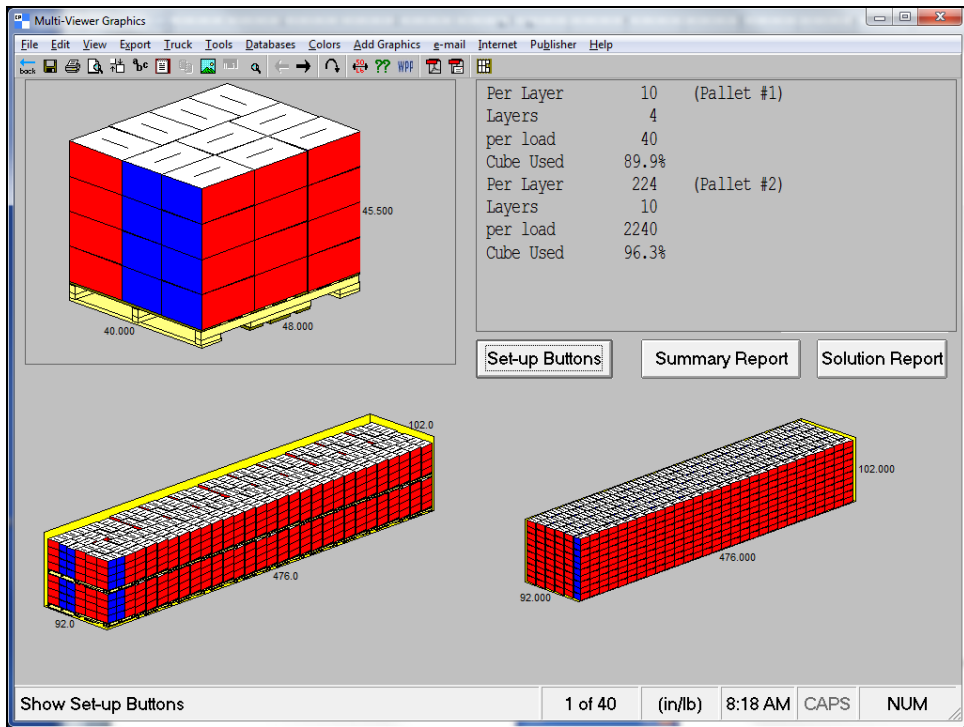 Multi-Viewer Graphics
File Edit View Export Truck Tools Databases Colors Add Graphics e-mail Internet Publisher Help
back abc SO LG ?? WPF
45.500
40.000
48.000
Per Layer 10 (Pallet #1)
Layers 4
per load 40
Cube Used 89.9%
Per Layer 224 (Pallet #2)
Layers 10
per load 2240
Cube Used 96.3%
Set-up Buttons Summary Report Solution Report
102.0
476.0
92.0
102.000
476.000
92.000
Show Set-up Buttons 1 of 40 (in/lb) 8:18 AM CAPS NUM